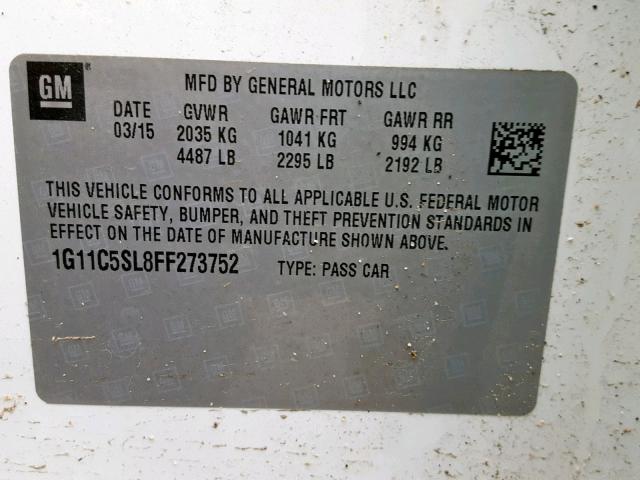 GM® MFD BY GENERAL MOTORS LLC
DATE GVWR GAWR FRT GAWR RR
03/15 2035 KG 1041 KG 994 KG
4487 LB 2295 LB 2192 LB
THIS VEHICLE CONFORMS TO ALL APPLICABLE U.S. FEDERAL MOTOR
VEHICLE SAFETY, BUMPER, AND THEFT PREVENTION STANDARDS IN
EFFECT ON THE DATE OF MANUFACTURE SHOWN ABOVE.
1G11C5SL8FF273752 TYPE: PASS CAR